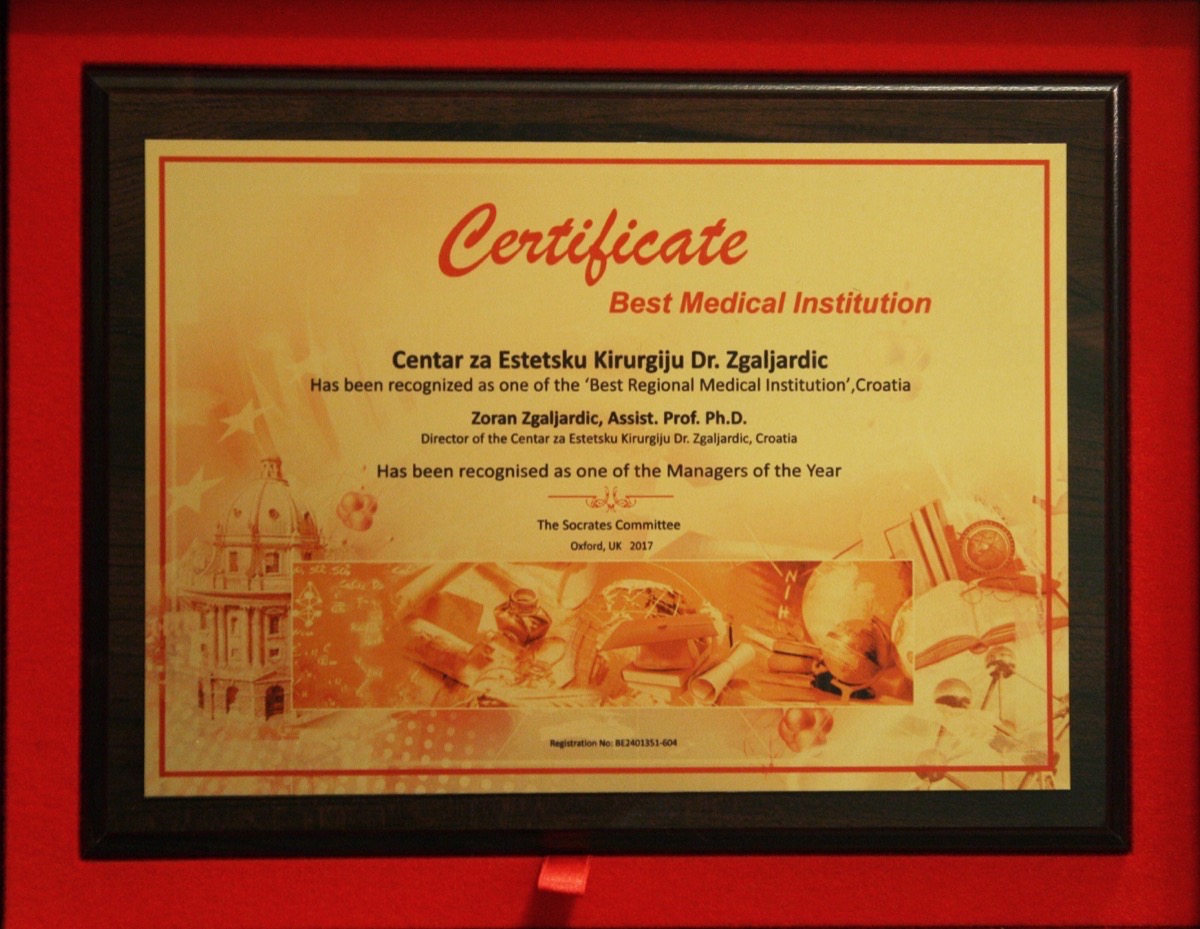 Certificate
Best Medical Institution
Centar za Estetsku Kirurgiju Dr. Zgaljardic
Has been recognized as one of the ‘Best Regional Medical Institution’,Croatia
Zoran Zgaljardic, Assist. Prof. Ph.D.
Director of the Centar za Estetsku Kirurgiju Dr. Zgaljardic, Croatia
Has been recognised as one of the Managers of the Year
The Socrates Committee
Oxford, UK 2017
Registration No: BE2401351-604